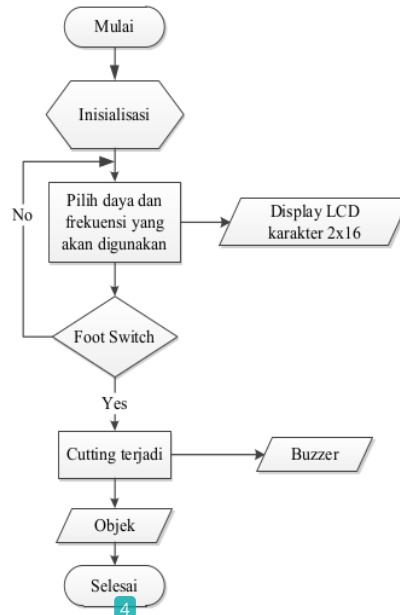 Mulai
Inisialisasi
No
Pilih daya dan
frekuensi yang
akan digunakan
Display LCD
karakter 2x16
Foot Switch
Yes
Cutting terjadi
Buzzer
Objek
Selesai
4